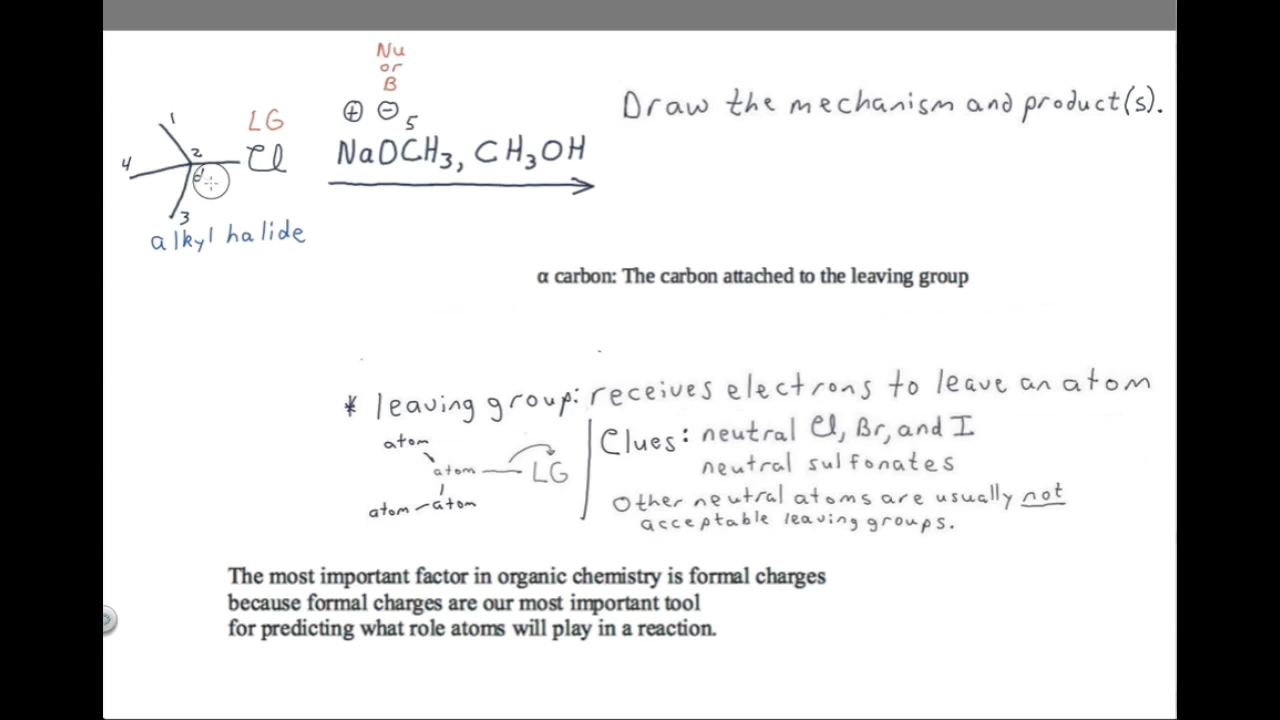 Nu
or
B
⊕ ⊖
5
NaOCH3, CH3OH
Draw the mechanism and product(s).
1
LG
4
2
Cl
α
3
alkyl halide
α carbon: The carbon attached to the leaving group
* leaving group: receives electrons to leave an atom
Clues: neutral Cl, Br, and I
neutral sulfonates
Other neutral atoms are usually not
acceptable leaving groups.
atom
atom — LG
atom - atom
The most important factor in organic chemistry is formal charges
because formal charges are our most important tool
for predicting what role atoms will play in a reaction.